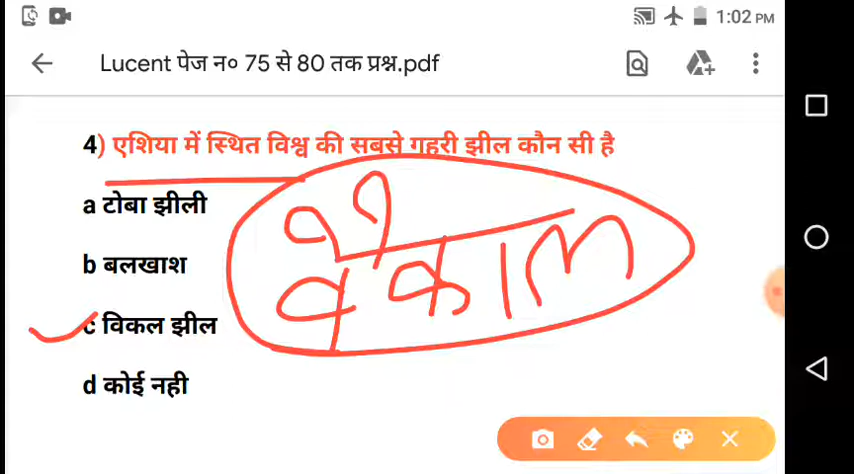 1:02 PM
Lucent पेज न० 75 से 80 तक प्रश्न.pdf
4) एशिया में स्थित विश्व की सबसे गहरी झील कौन सी है
a टोबा झीली
b बलखाश
c विकल झील
d कोई नही